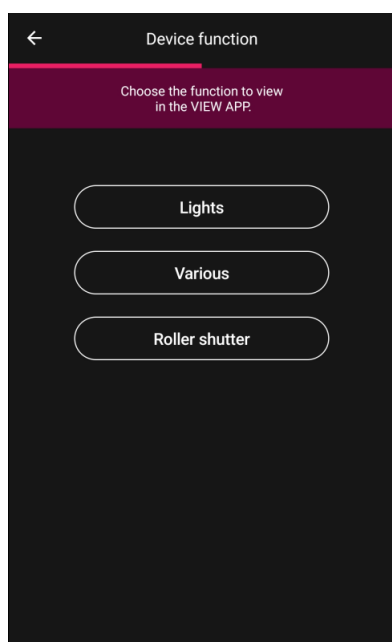 Device function
Choose the function to view
in the VIEW APP.
Lights
Various
Roller shutter